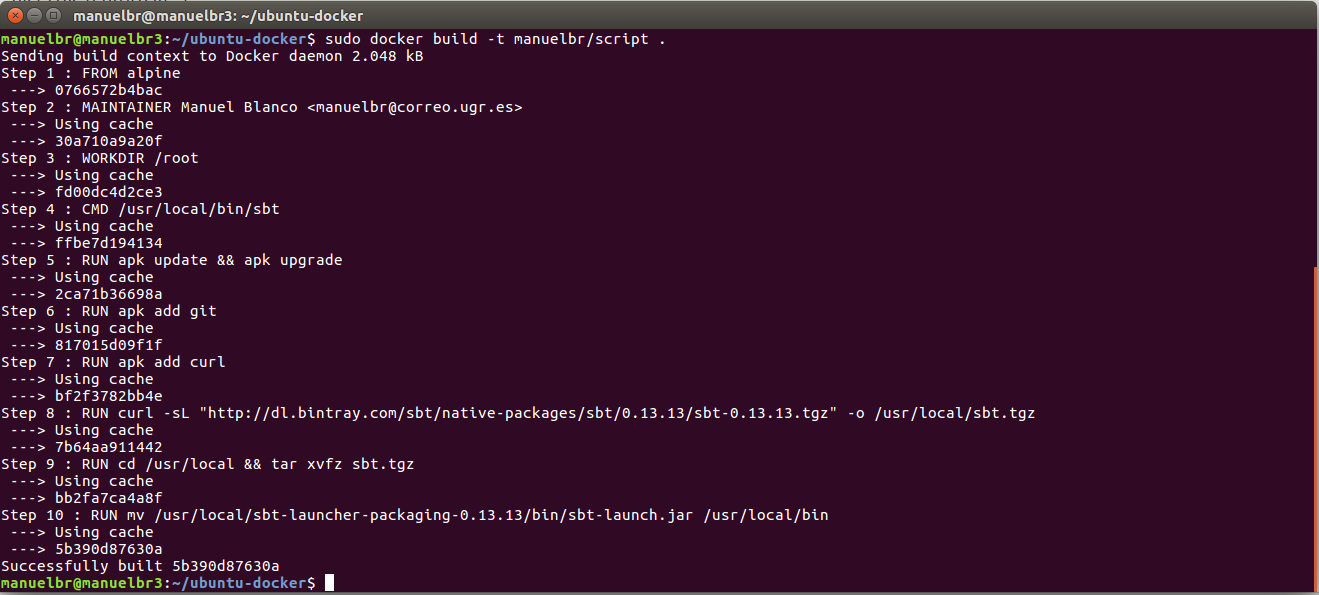 manuelbr@manuelbr3: ~/ubuntu-docker
manuelbr@manuelbr3:~/ubuntu-docker$ sudo docker build -t manuelbr/script .
Sending build context to Docker daemon 2.048 kB
Step 1 : FROM alpine
 ---> 0766572b4bac
Step 2 : MAINTAINER Manuel Blanco <manuelbr@correo.ugr.es>
 ---> Using cache
 ---> 30a710a9a20f
Step 3 : WORKDIR /root
 ---> Using cache
 ---> fd00dc4d2ce3
Step 4 : CMD /usr/local/bin/sbt
 ---> Using cache
 ---> ffbe7d194134
Step 5 : RUN apk update && apk upgrade
 ---> Using cache
 ---> 2ca71b36698a
Step 6 : RUN apk add git
 ---> Using cache
 ---> 817015d09f1f
Step 7 : RUN apk add curl
 ---> Using cache
 ---> bf2f3782bb4e
Step 8 : RUN curl -sL "http://dl.bintray.com/sbt/native-packages/sbt/0.13.13/sbt-0.13.13.tgz" -o /usr/local/sbt.tgz
 ---> Using cache
 ---> 7b64aa911442
Step 9 : RUN cd /usr/local && tar xvfz sbt.tgz
 ---> Using cache
 ---> bb2fa7ca4a8f
Step 10 : RUN mv /usr/local/sbt-launcher-packaging-0.13.13/bin/sbt-launch.jar /usr/local/bin
 ---> Using cache
 ---> 5b390d87630a
Successfully built 5b390d87630a
manuelbr@manuelbr3:~/ubuntu-docker$